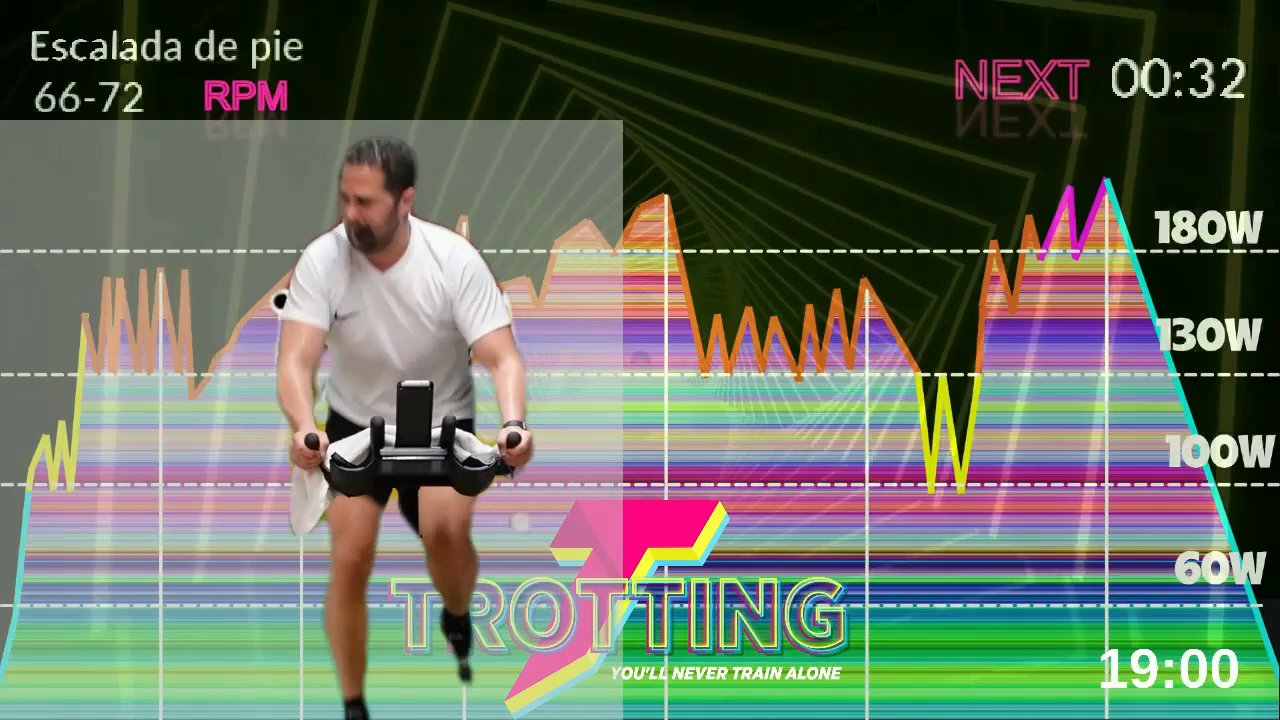 Escalada de pie
66-72 RPM
NEXT 00:32
180W
130W
100W
60W
TROTTING
YOU'LL NEVER TRAIN ALONE
19:00